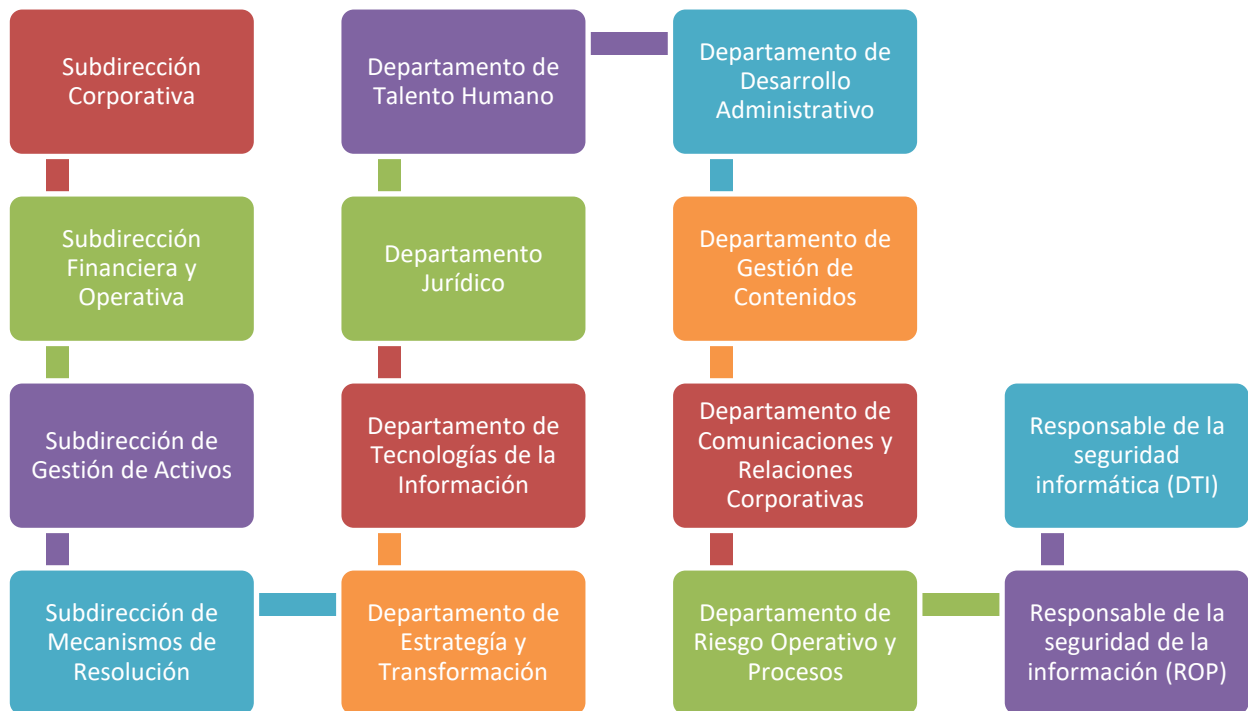 Subdirección
Corporativa
Subdirección
Financiera y
Operativa
Subdirección de
Gestión de Activos
Subdirección de
Mecanismos de
Resolución
Departamento de
Estrategía y
Transformación
Departamento de
Tecnologías de la
Información
Departamento
Jurídico
Departamento de
Talento Humano
Departamento de
Desarrollo
Administrativo
Departamento de
Gestión de
Contenidos
Departamento de
Comunicaciones y
Relaciones
Corporativas
Departamento de
Riesgo Operativo y
Procesos
Responsable de la
seguridad de la
información (ROP)
Responsable de la
seguridad
informática (DTI)